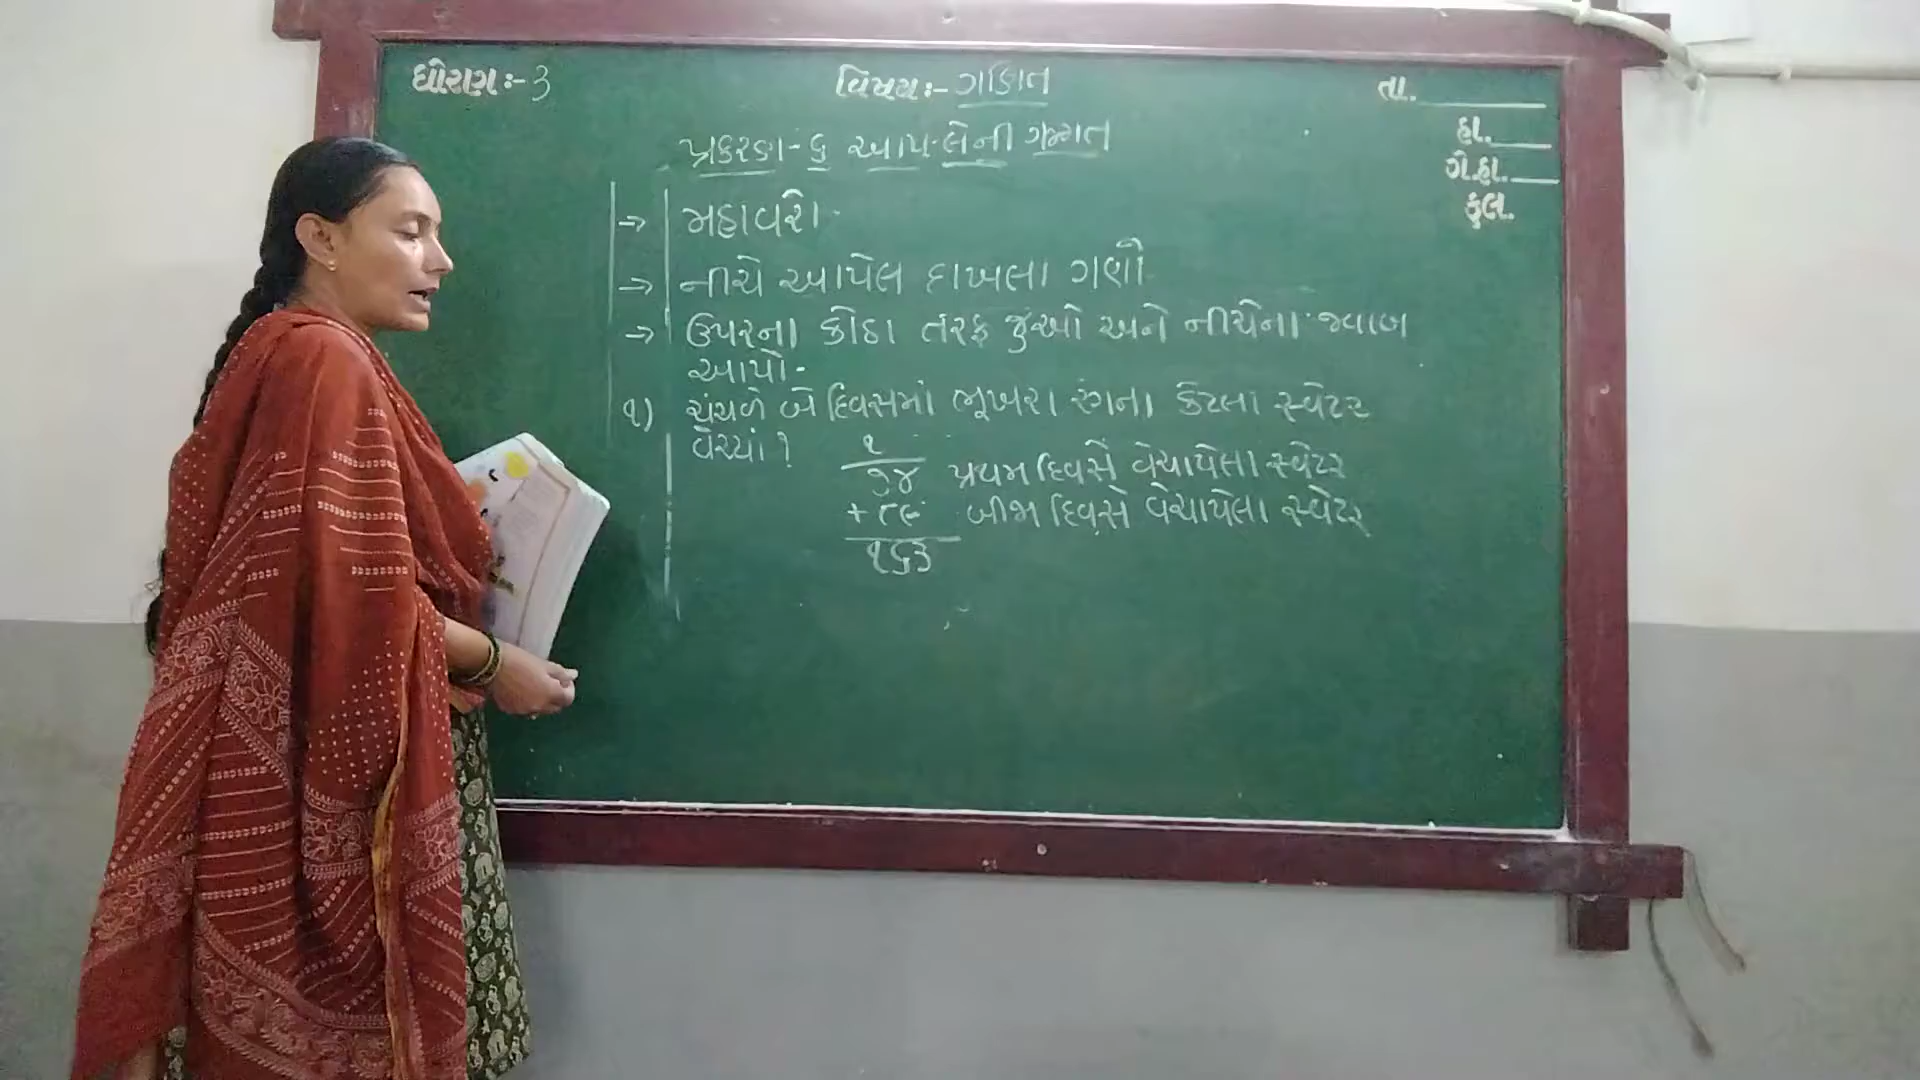 ધોરણ:- ૩
વિષય:- ગણિત
તા.
હા.
ગે.હા.
કુલ.
પ્રકરણ- ૬ આપ-લેની ગમ્મત
→ મહાવરો.
→ નીચે આપેલ દાખલા ગણો
→ ઉપરના કોઠા તરફ જુઓ અને નીચેના જવાબ
આપો-
૧) ચંચળે બે દિવસમાં ભૂખરા રંગના કેટલા સ્વેટર
વેચ્યાં ?
૧
૭૪ પ્રથમ દિવસે વેચાયેલા સ્વેટર
+ ૮૯ બીજા દિવસે વેચાયેલા સ્વેટર
૧૬૩